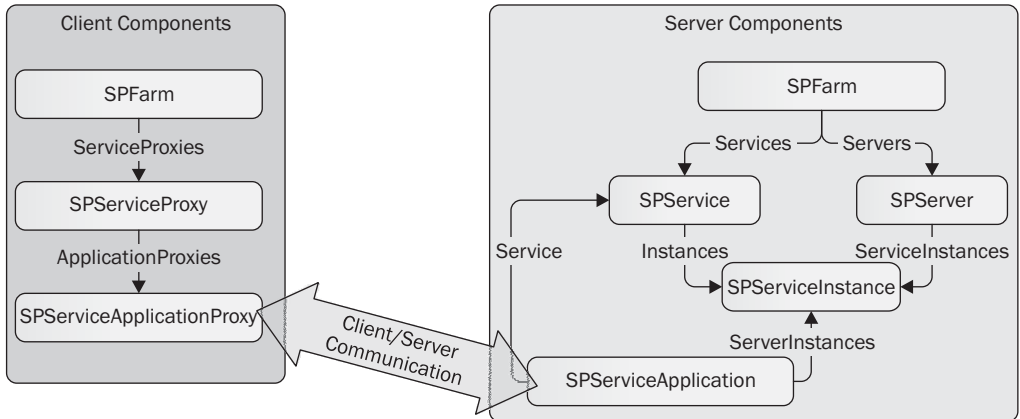 Client Components
SPFarm
ServiceProxies
SPServiceProxy
ApplicationProxies
SPServiceApplicationProxy
Client/Server
Communication
Server Components
SPFarm
Services
Servers
SPService
SPServer
Service
Instances
ServiceInstances
SPServiceInstance
ServerInstances
SPServiceApplication